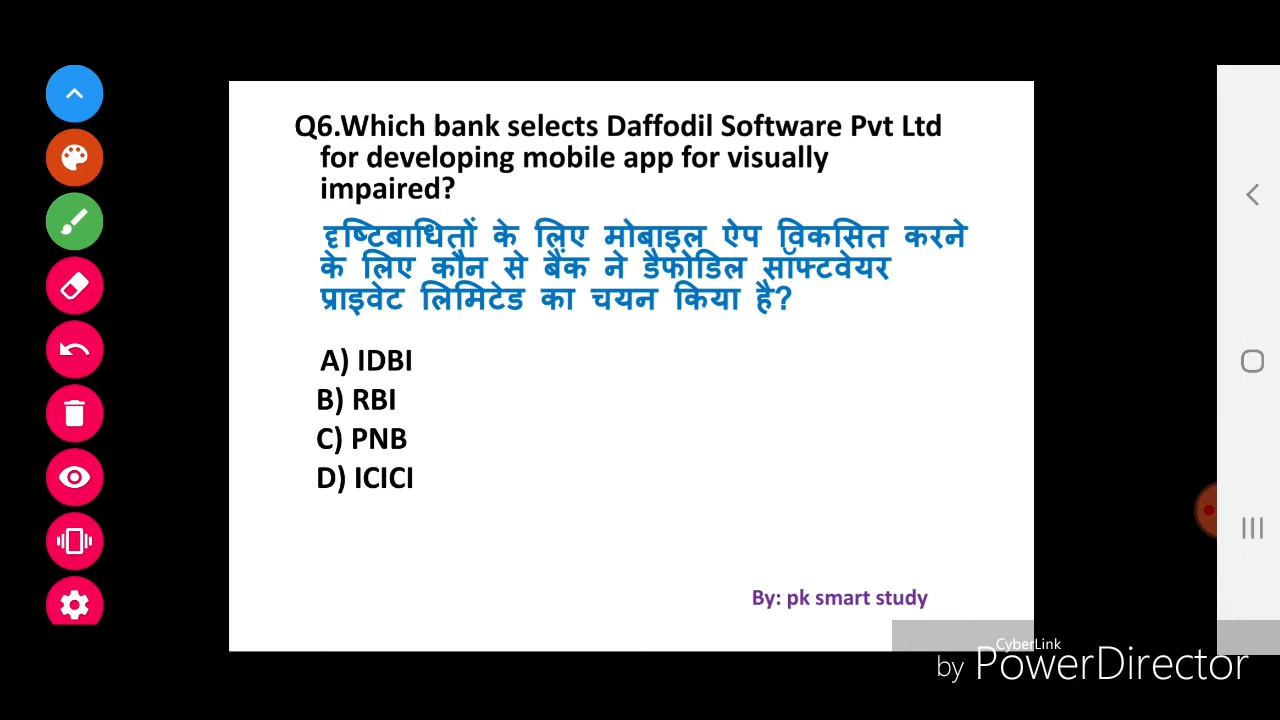 Q6.Which bank selects Daffodil Software Pvt Ltd
for developing mobile app for visually
impaired?
दृष्टिबाधितों के लिए मोबाइल ऐप विकसित करने
के लिए कौन से बैंक ने डैफोडिल सॉफ्टवेयर
प्राइवेट लिमिटेड का चयन किया है?
A) IDBI
B) RBI
C) PNB
D) ICICI
By: pk smart study
CyberLink
by PowerDirector